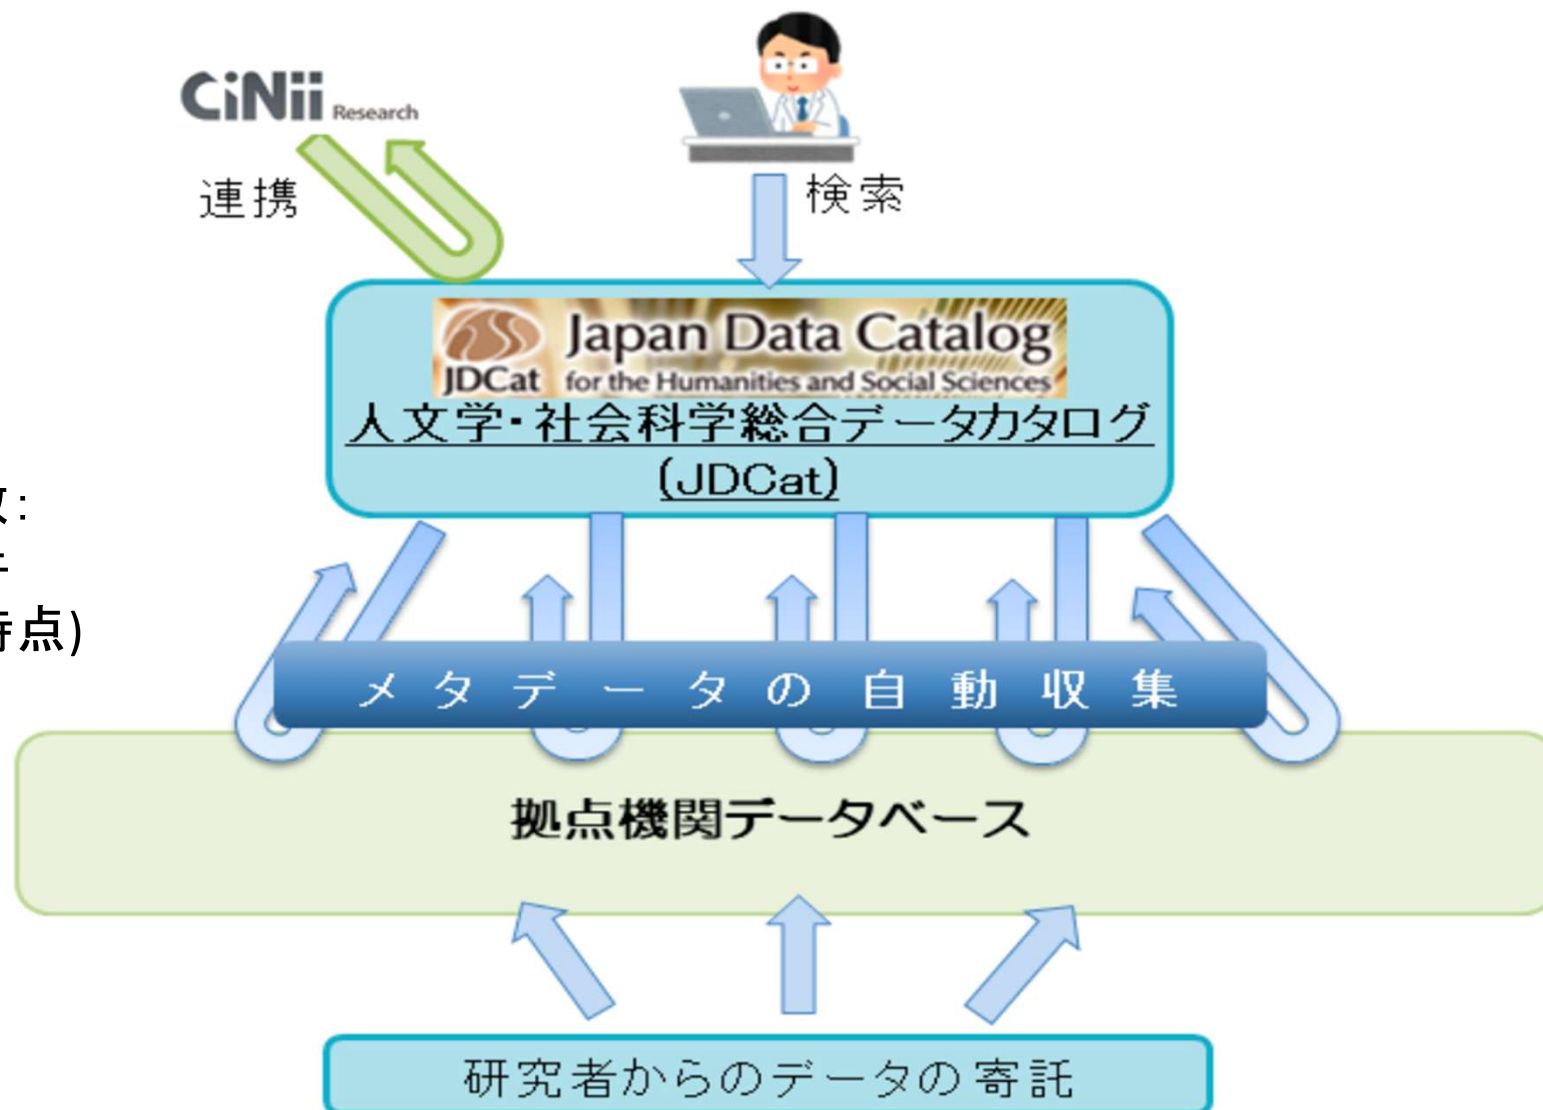 CiNii Research
連携
検索
JDCat
Japan Data Catalog
for the Humanities and Social Sciences
人文学・社会科学総合データカタログ
(JDCat)
数:
時点)
メタデータの自動収集
拠点機関データベース
研究者からのデータの寄託